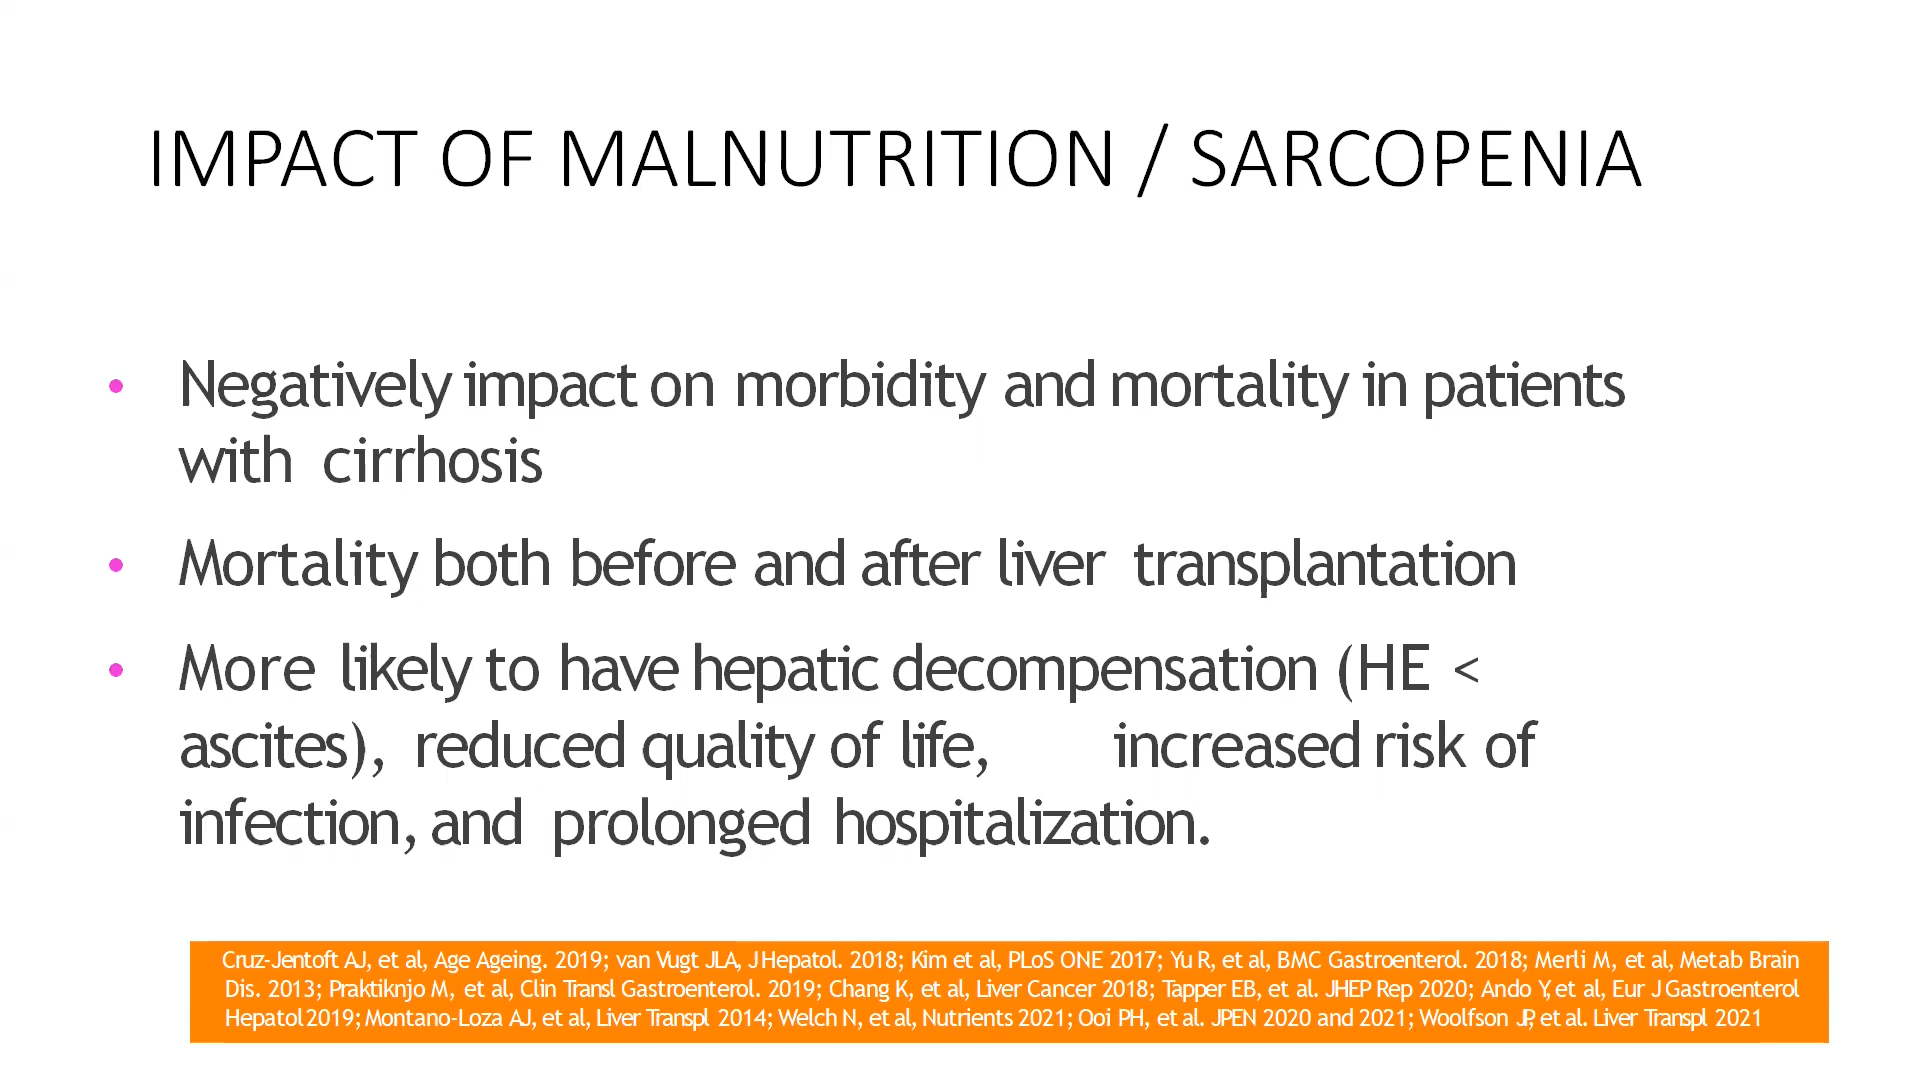 IMPACT OF MALNUTRITION / SARCOPENIA
• Negatively impact on morbidity and mortality in patients
with cirrhosis
• Mortality both before and after liver transplantation
• More likely to have hepatic decompensation (HE <
ascites), reduced quality of life, increased risk of
infection, and prolonged hospitalization.
Cruz-Jentoft AJ, et al, Age Ageing. 2019; van Vugt JLA, J Hepatol. 2018; Kim et al, PLoS ONE 2017; Yu R, et al, BMC Gastroenterol. 2018; Merli M, et al, Metab Brain
Dis. 2013; Praktiknjo M, et al, Clin Transl Gastroenterol. 2019; Chang K, et al, Liver Cancer 2018; Tapper EB, et al. JHEP Rep 2020; Ando Y, et al, Eur J Gastroenterol
Hepatol 2019; Montano-Loza AJ, et al, Liver Transpl 2014; Welch N, et al, Nutrients 2021; Ooi PH, et al. JPEN 2020 and 2021; Woolfson JP, et al. Liver Transpl 2021